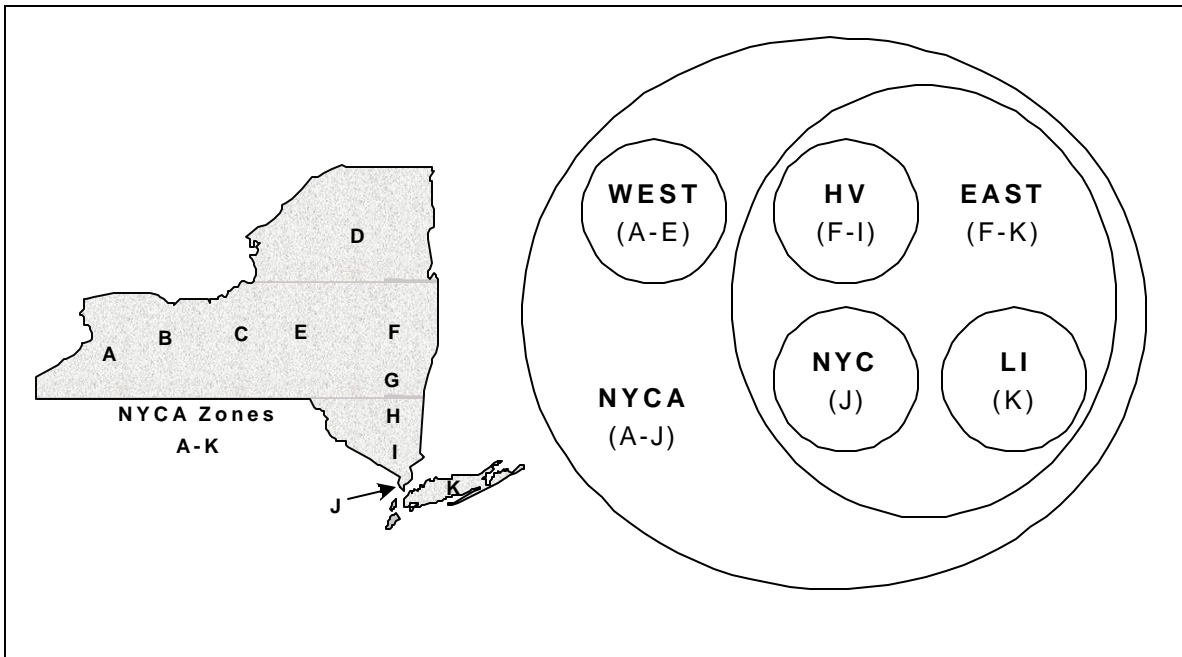 D
A
B
C
E
F
G
H
I
J
K
NYCA Zones
A-K
WEST
(A-E)
HV
(F-I)
EAST
(F-K)
NYCA
(A-J)
NYC
(J)
LI
(K)